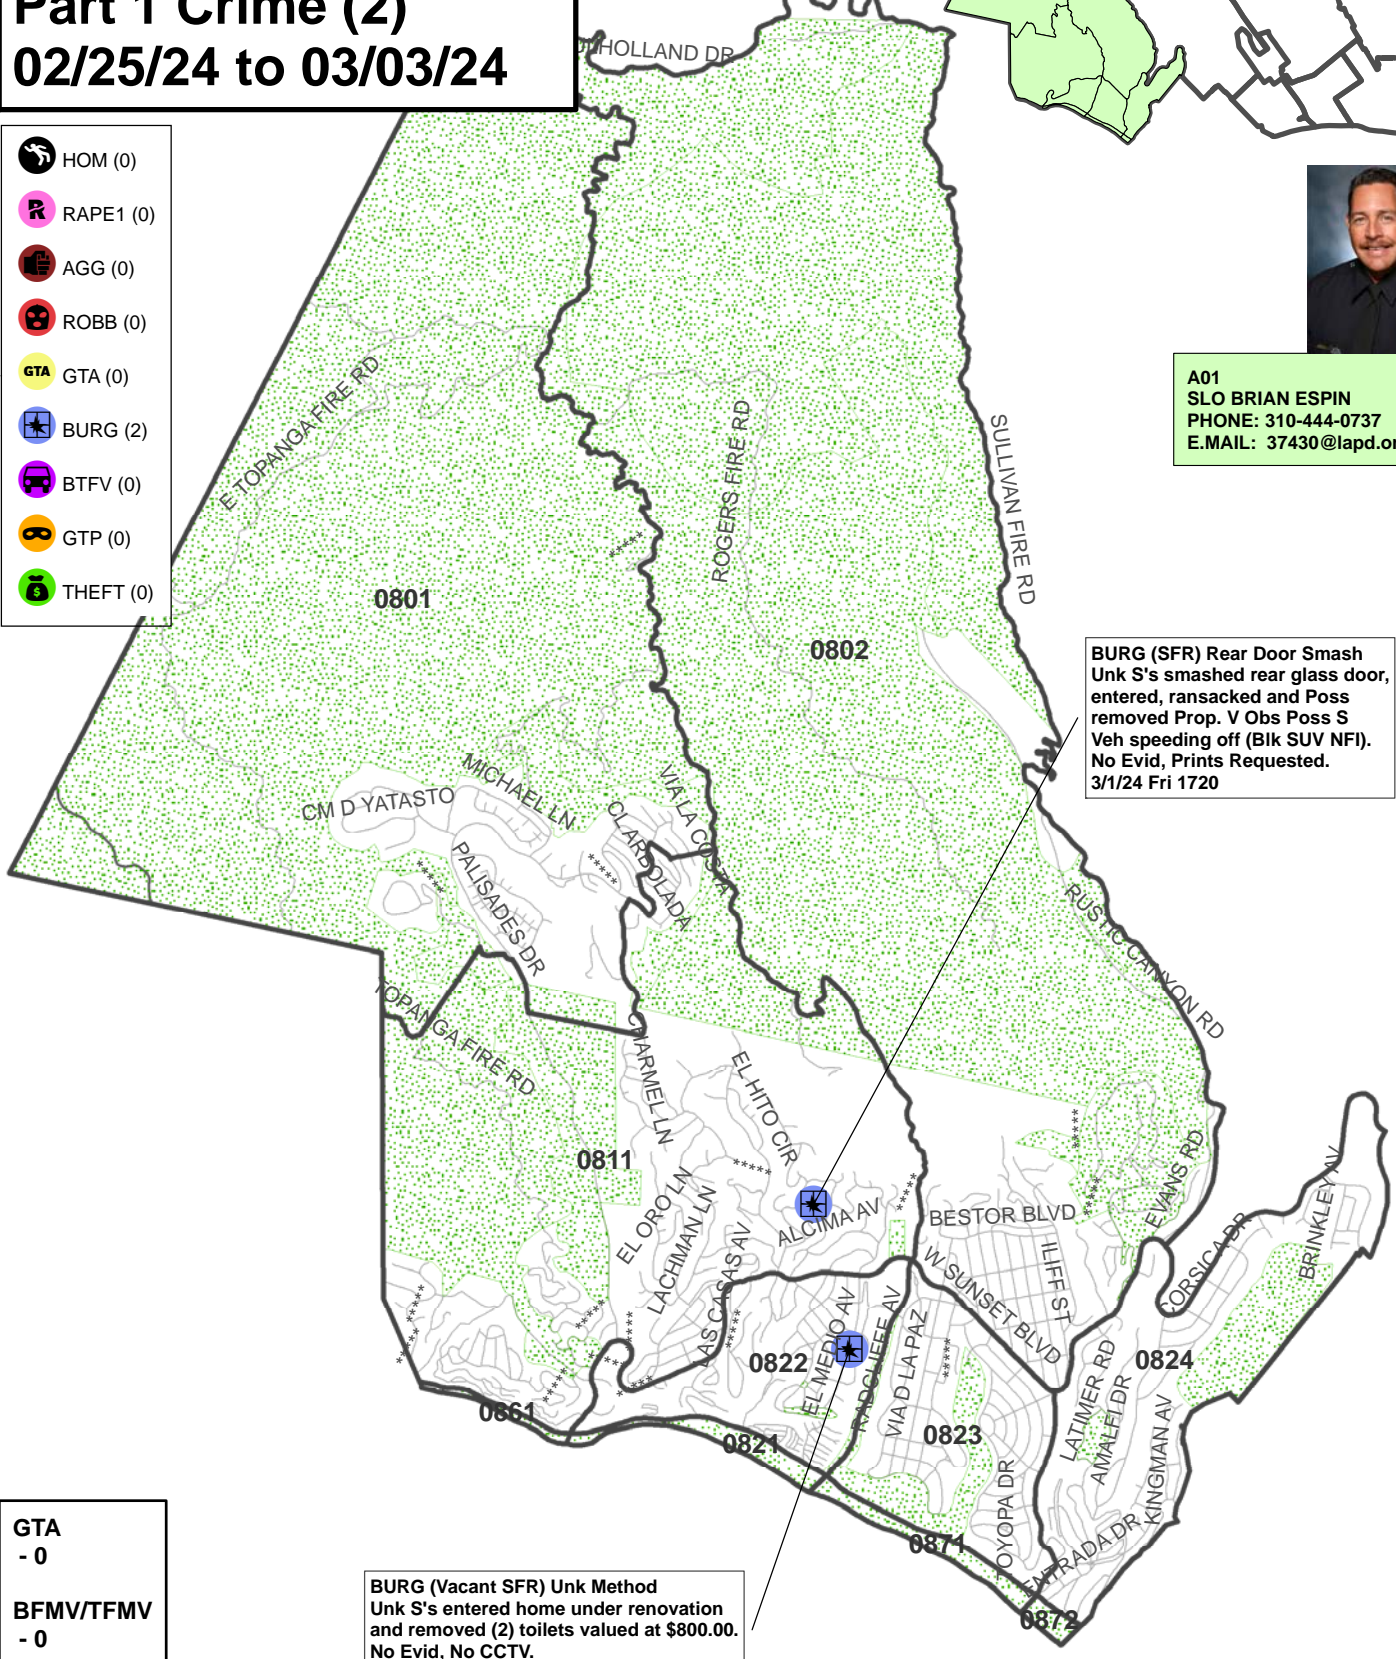 Part 1 Crime (2)
02/25/24 to 03/03/24
HOM (0)
RAPE1 (0)
AGG (0)
ROBB (0)
GTA
GTA (0)
BURG (2)
BTFV (0)
GTP (0)
THEFT (0)
HOLLAND DR
A01
SLO BRIAN ESPIN
PHONE: 310-444-0737
E.MAIL: 37430@lapd.or
E TOPANGA FIRE RD
ROGERS FIRE RD
SULLIVAN FIRE RD
*****
0801
0802
BURG (SFR) Rear Door Smash
Unk S's smashed rear glass door,
entered, ransacked and Poss
removed Prop. V Obs Poss S
Veh speeding off (Blk SUV NFI).
No Evid, Prints Requested.
3/1/24 Fri 1720
CM D YATASTO
MICHAEL LN
VIA LA COSTA
CLARBOLADA
*****
*****
PALISADES DR
RUSTIC CANYON RD
TOPANGA FIRE RD
CHARMEL LN
EL HITO CIR
*****
0811
*****
*****
*****
EVANS RD
BRINKLEY AV
EL ORO LN
LACHMAN LN
LAS CASAS AV
ALCIMA AV
BESTOR BLVD
ILIFF ST
CORSICA DR
W SUNSET BLVD
*****
*****
*****
*****
*****
*****
EL MEDIO AV
RADCLIFFE AV
VIA D LA PAZ
0822
0824
LATIMER RD
AMALFI DR
KINGMAN AV
*****
*****
0861
0821
0823
TOYOPA DR
ENTRADA DR
0871
0872
GTA
- 0
BFMV/TFMV
- 0
BURG (Vacant SFR) Unk Method
Unk S's entered home under renovation
and removed (2) toilets valued at $800.00.
No Evid, No CCTV.